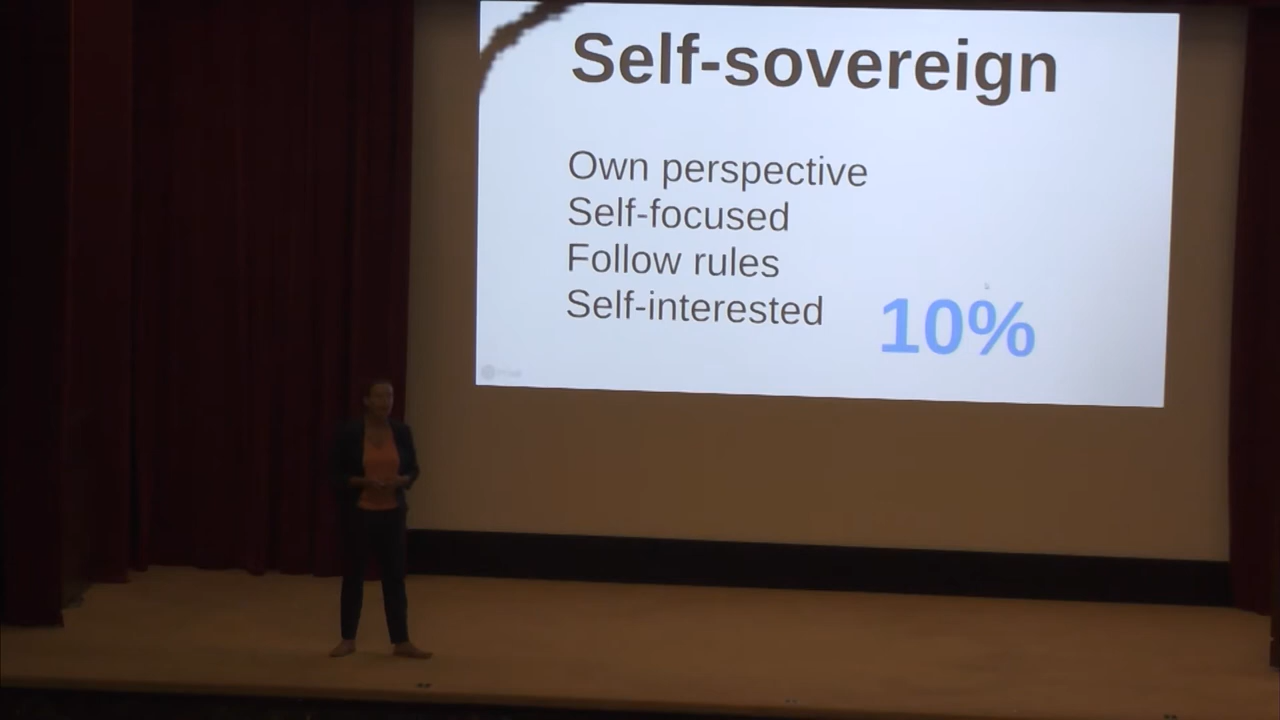 Self-sovereign
Own perspective
Self-focused
Follow rules
Self-interested
10%